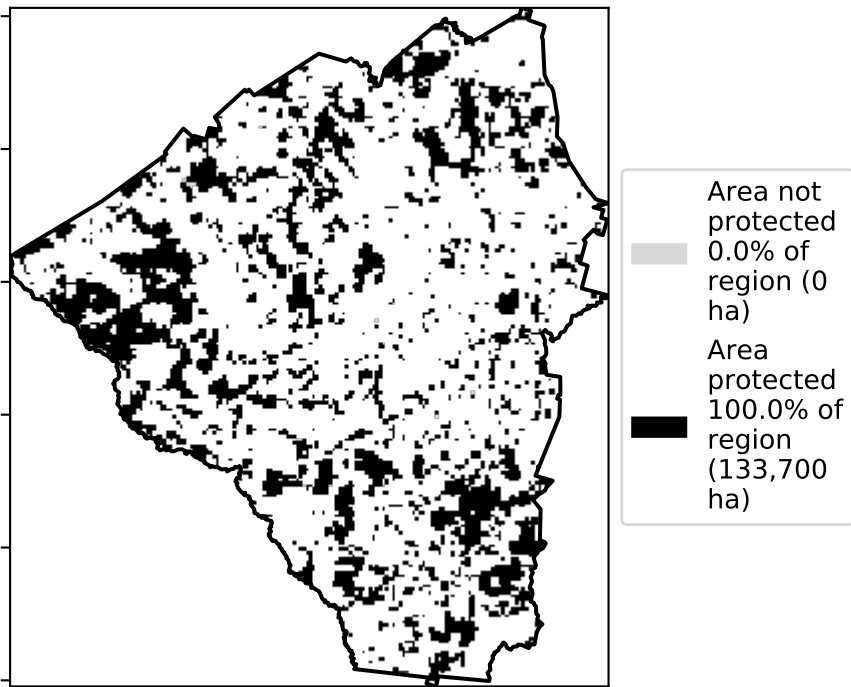 Area not
protected
0.0% of
region (0
ha)
Area
protected
100.0% of
region
(133,700
ha)